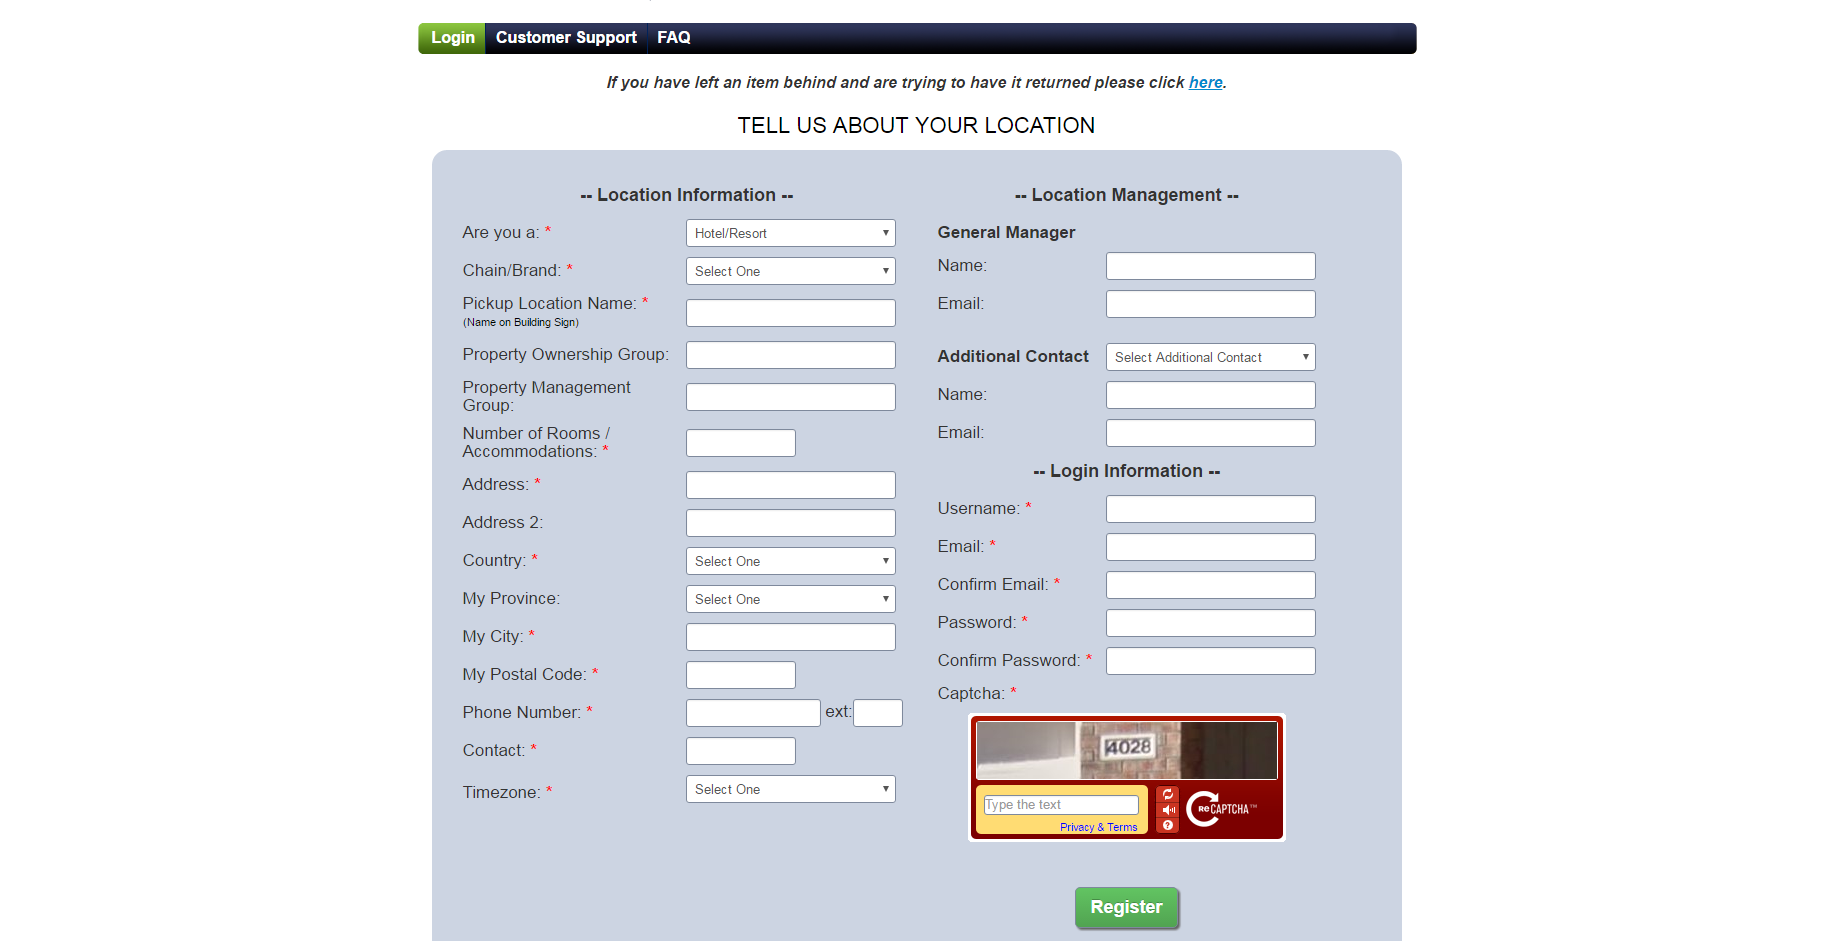 Login Customer Support FAQ
If you have left an item behind and are trying to have it returned please click here.
TELL US ABOUT YOUR LOCATION
-- Location Information --
Are you a: * Hotel/Resort
Chain/Brand: * Select One
Pickup Location Name: *
(Name on Building Sign)
Property Ownership Group:
Property Management
Group:
Number of Rooms /
Accommodations: *
Address: *
Address 2:
Country: * Select One
My Province: Select One
My City: *
My Postal Code: *
Phone Number: * ext:
Contact: *
Timezone: * Select One
-- Location Management --
General Manager
Name:
Email:
Additional Contact Select Additional Contact
Name:
Email:
-- Login Information --
Username: *
Email: *
Confirm Email: *
Password: *
Confirm Password: *
Captcha: *
4028
Type the text
Privacy & Terms
? reCAPTCHA™
Register